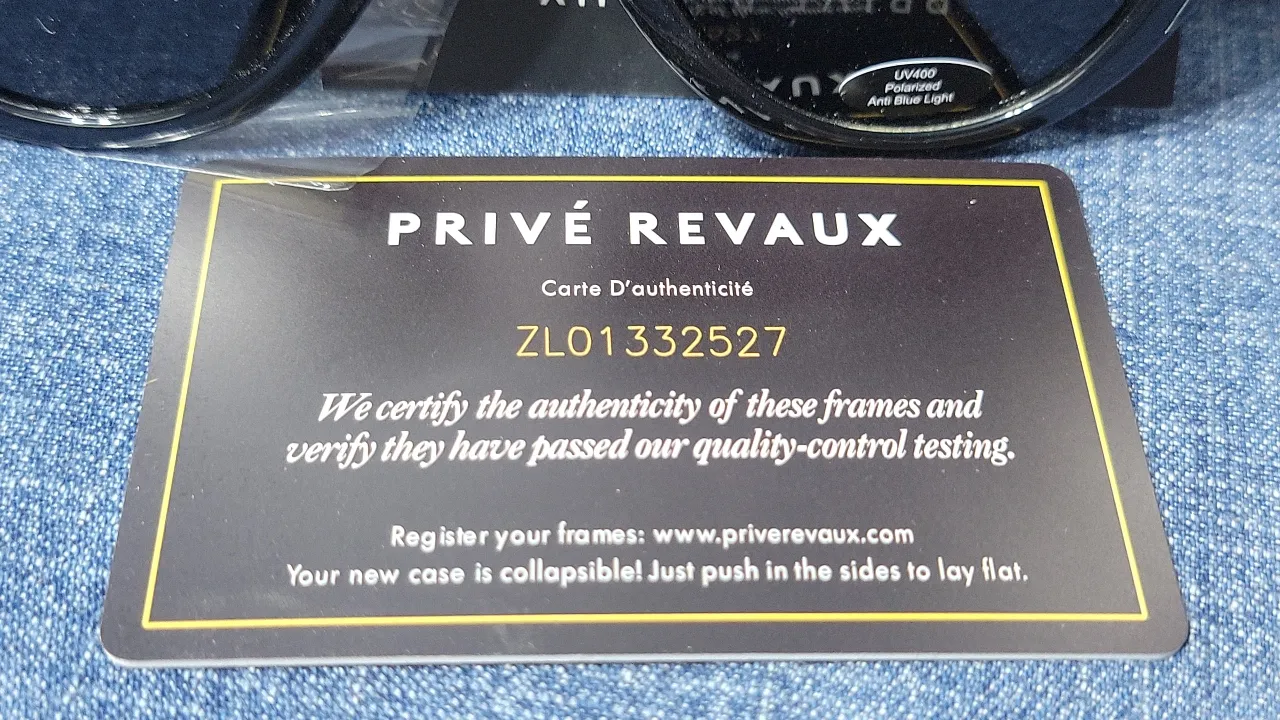 UV400
Polarized
Anti Blue Light
PRIVÉ REVAUX
Carte D'authenticité
ZL01332527
We certify the authenticity of these frames and
verify they have passed our quality-control testing.
Register your frames: www.priverevaux.com
Your new case is collapsible! Just push in the sides to lay flat.